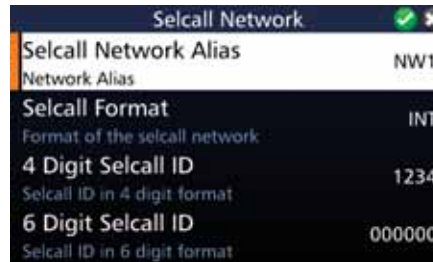 Selcall Network
Selcall Network Alias
NW1
Network Alias
Selcall Format
INT
Format of the selcall network
4 Digit Selcall ID
1234
Selcall ID in 4 digit format
6 Digit Selcall ID
000000
Selcall ID in 6 digit format